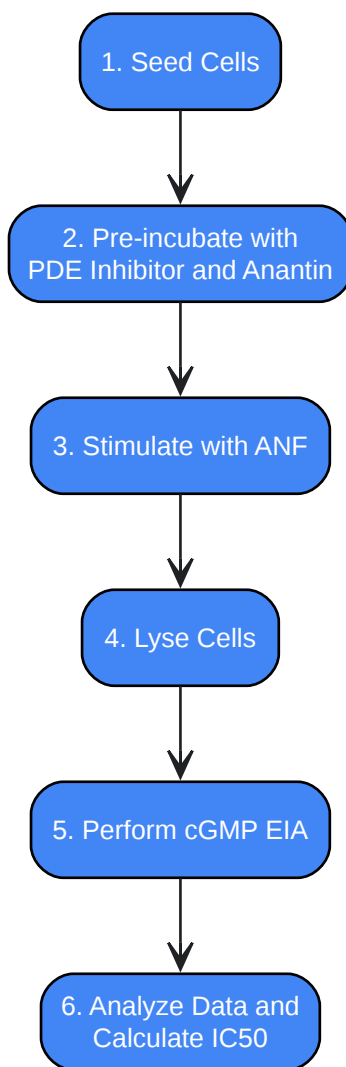 1. Seed Cells
2. Pre-incubate with
PDE Inhibitor and Anantin
3. Stimulate with ANF
4. Lyse Cells
5. Perform cGMP EIA
6. Analyze Data and
Calculate IC50